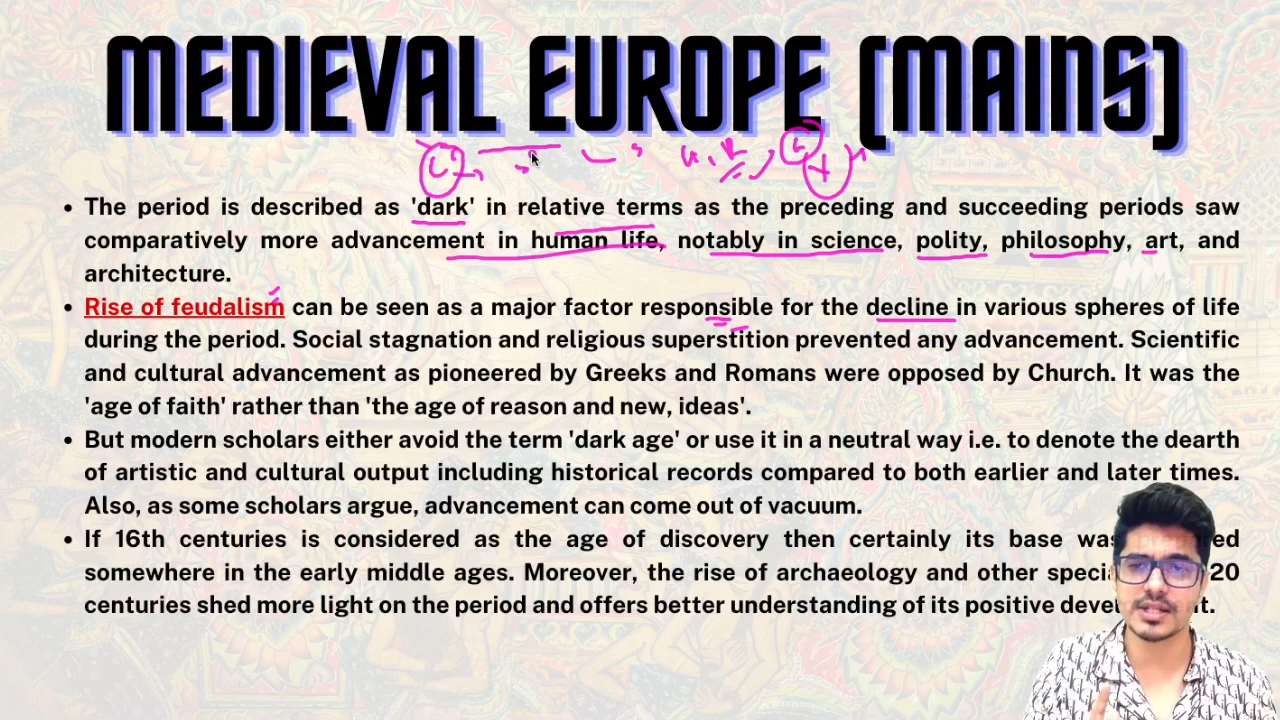 MEDIEVAL EUROPE (MAINS)
• The period is described as 'dark' in relative terms as the preceding and succeeding periods saw
comparatively more advancement in human life, notably in science, polity, philosophy, art, and
architecture.
• Rise of feudalism can be seen as a major factor responsible for the decline in various spheres of life
during the period. Social stagnation and religious superstition prevented any advancement. Scientific
and cultural advancement as pioneered by Greeks and Romans were opposed by Church. It was the
'age of faith' rather than 'the age of reason and new, ideas'.
• But modern scholars either avoid the term 'dark age' or use it in a neutral way i.e. to denote the dearth
of artistic and cultural output including historical records compared to both earlier and later times.
Also, as some scholars argue, advancement can come out of vacuum.
• If 16th centuries is considered as the age of discovery then certainly its base
somewhere in the early middle ages. Moreover, the rise of archaeology and other 20
centuries shed more light on the period and offers better understanding of its positive